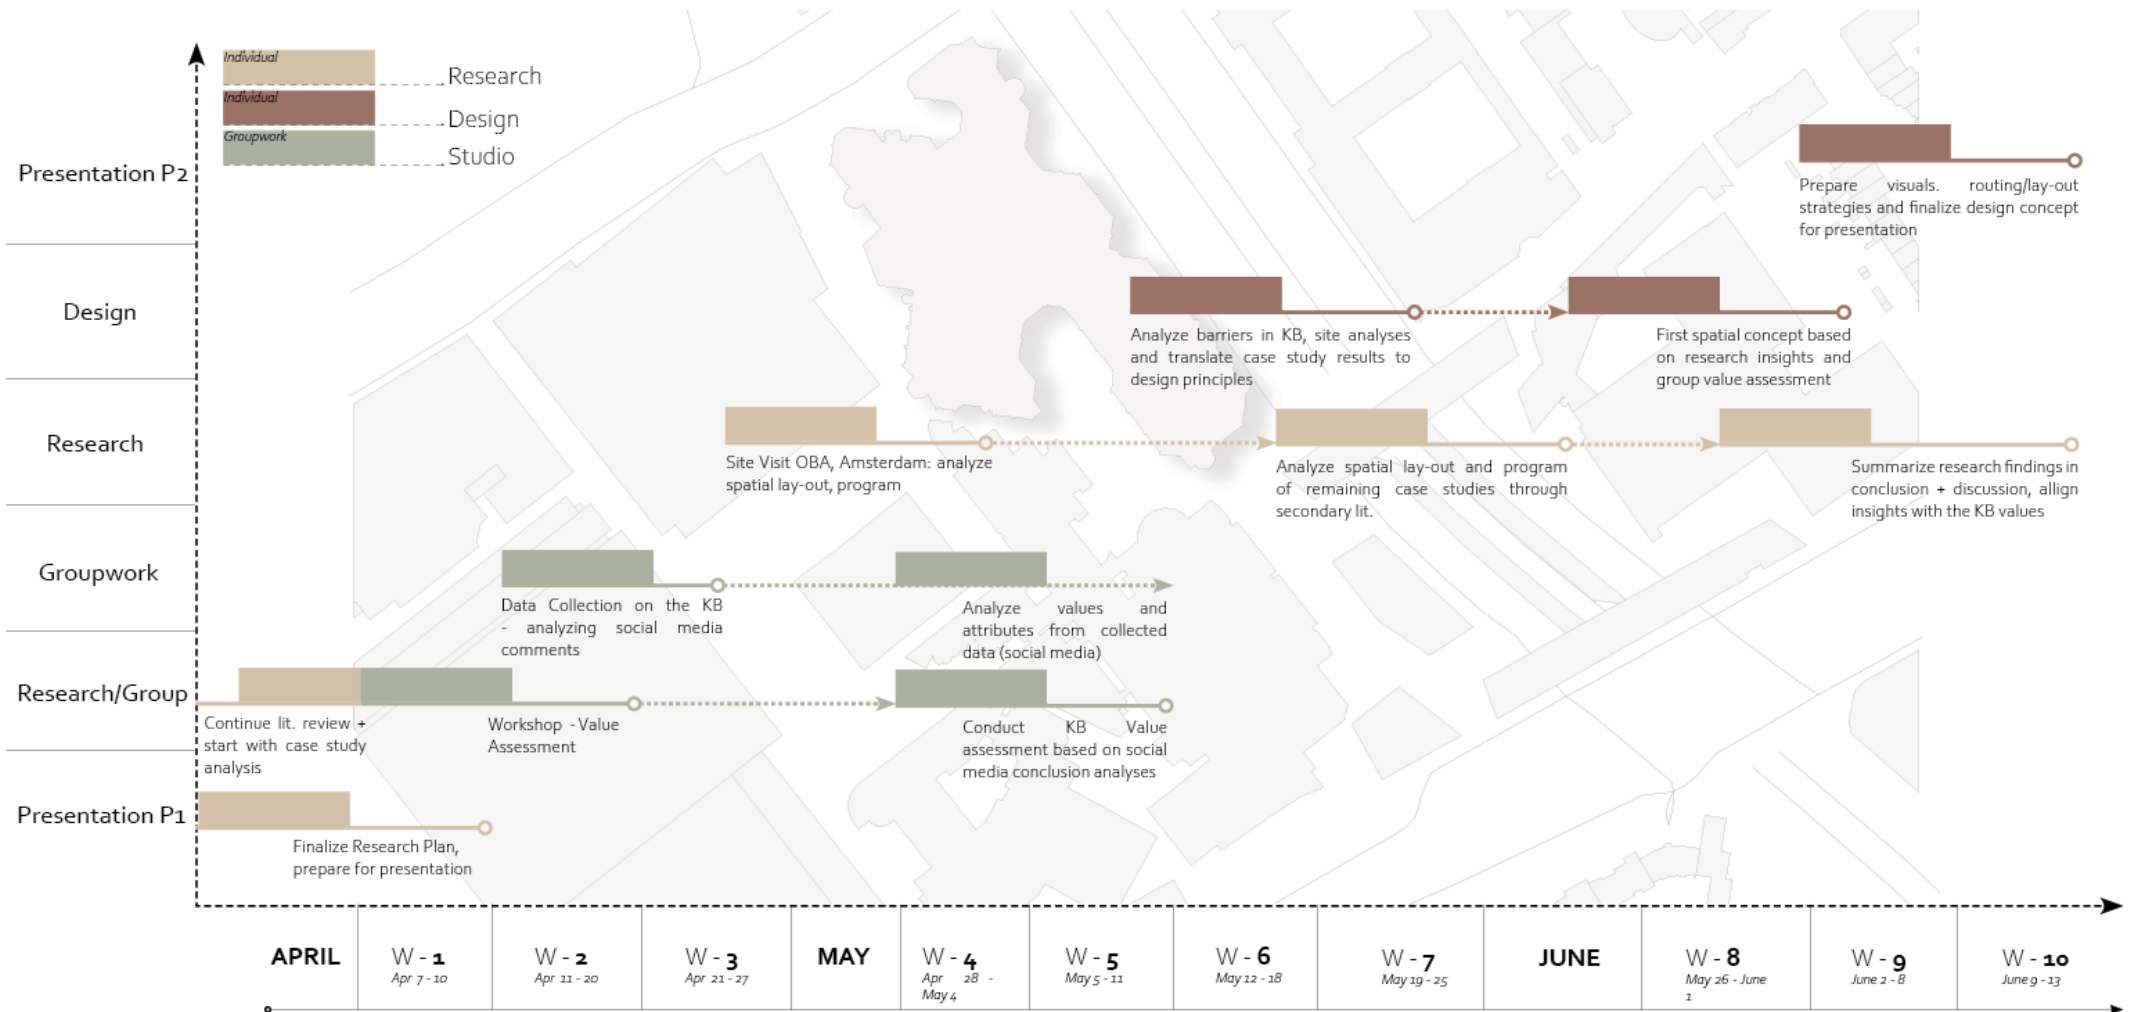 Individual
Research
Individual
Design
Groupwork
Studio
Presentation P2
Prepare visuals. routing/lay-out
strategies and finalize design concept
for presentation
Design
Analyze barriers in KB, site analyses
and translate case study results to
design principles
First spatial concept based
on research insights and
group value assessment
Research
Site Visit OBA, Amsterdam: analyze
spatial lay-out, program
Analyze spatial lay-out and program
of remaining case studies through
secondary lit.
Summarize research findings in
conclusion + discussion, allign
insights with the KB values
Groupwork
Data Collection on the KB
- analyzing social media
comments
Analyze values and
attributes from collected
data (social media)
Research/Group
Continue lit. review +
start with case study
analysis
Workshop - Value
Assessment
Conduct KB Value
assessment based on social
media conclusion analyses
Presentation P1
Finalize Research Plan,
prepare for presentation
APRIL
W - 1
Apr 7 - 10
W - 2
Apr 11 - 20
W - 3
Apr 21 - 27
MAY
W - 4
Apr 28 -
May 4
W - 5
May 5 - 11
W - 6
May 12 - 18
W - 7
May 19 - 25
JUNE
W - 8
May 26 - June
1
W - 9
June 2 - 8
W - 10
June 9 - 13